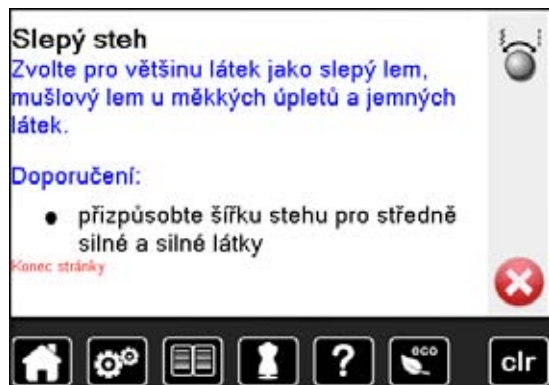 Slepý steh
Zvolte pro většinu látek jako slepý lem,
mušlový lem u měkkých úpletů a jemných
látek.
Doporučení:
● přizpůsobte šířku stehu pro středně
silné a silné látky
Konec stránky
?
eco
clr